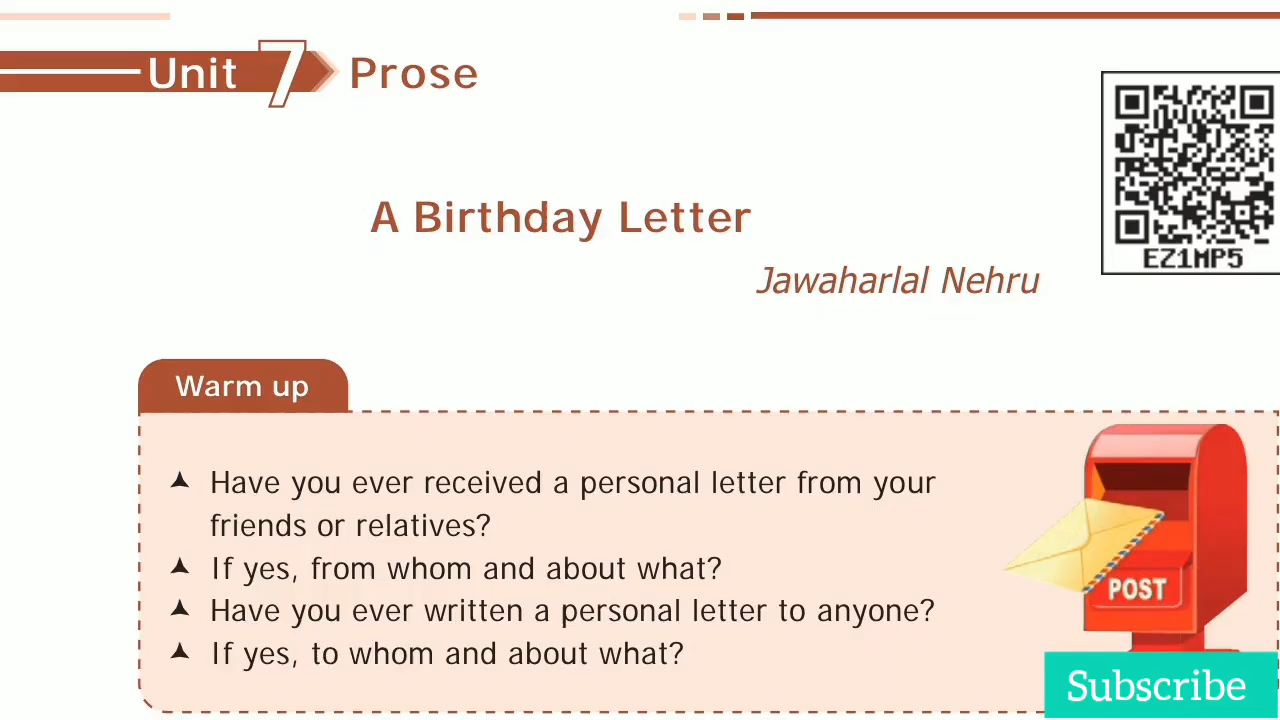 Unit 7 Prose
A Birthday Letter
Jawaharlal Nehru
EZ1MP5
Warm up
Have you ever received a personal letter from your
friends or relatives?
If yes, from whom and about what?
Have you ever written a personal letter to anyone?
If yes, to whom and about what?
POST
Subscribe